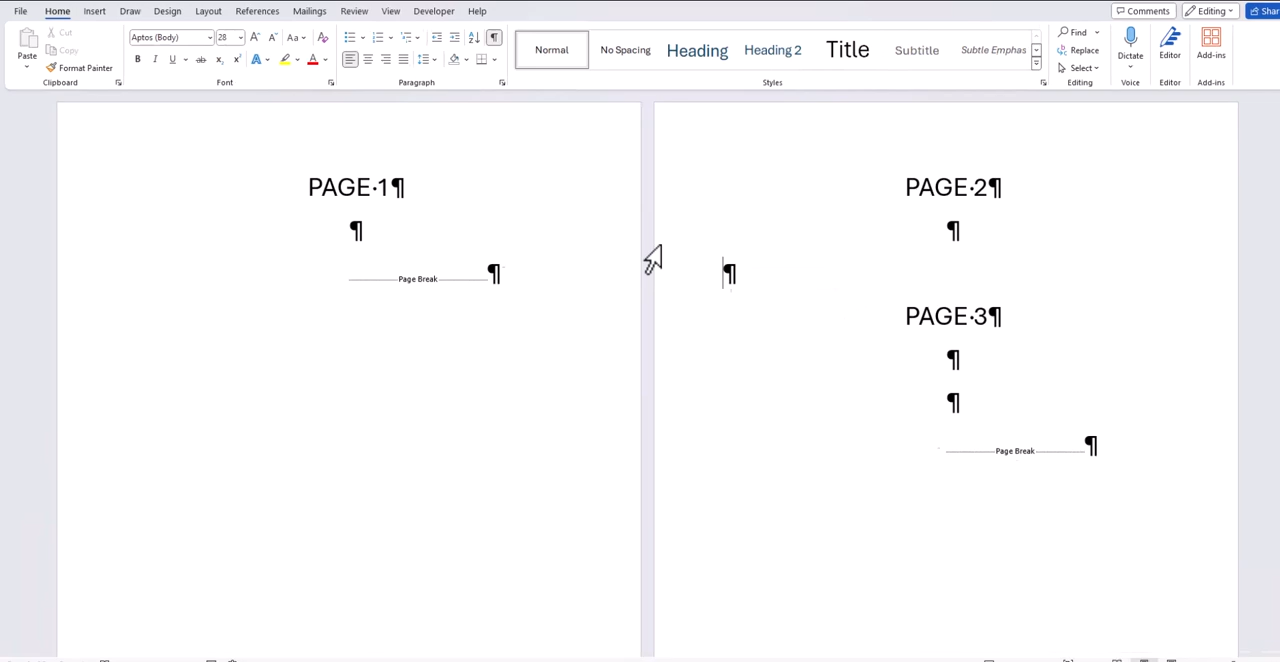 File Home Insert Draw Design Layout References Mailings Review View Developer Help Comments Editing Shar
Cut Aptos (Body) 28 Find
Copy Normal No Spacing Heading Heading 2 Title Subtitle Subtle Emphas Replace
Paste Format Painter Select Dictate Editor Add-ins
Clipboard Font Paragraph Styles Editing Voice Editor Add-ins
PAGE·1¶
¶
Page Break¶
PAGE·2¶
¶
¶
PAGE·3¶
¶
¶
Page Break¶